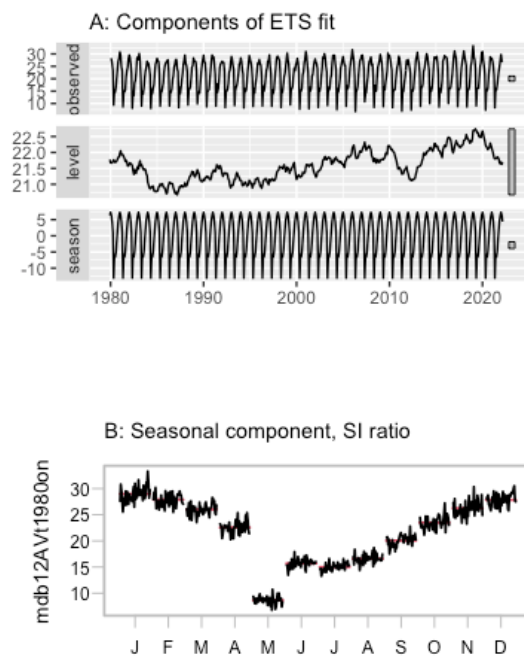 A: Components of ETS fit
30
25
20
15
10
observed
22.5
22.0
21.5
21.0
level
5
0
-5
-10
season
1980 1990 2000 2010 2020
B: Seasonal component, SI ratio
30
25
20
15
10
mdb12AVt1980on
J F M A M J J A S O N D